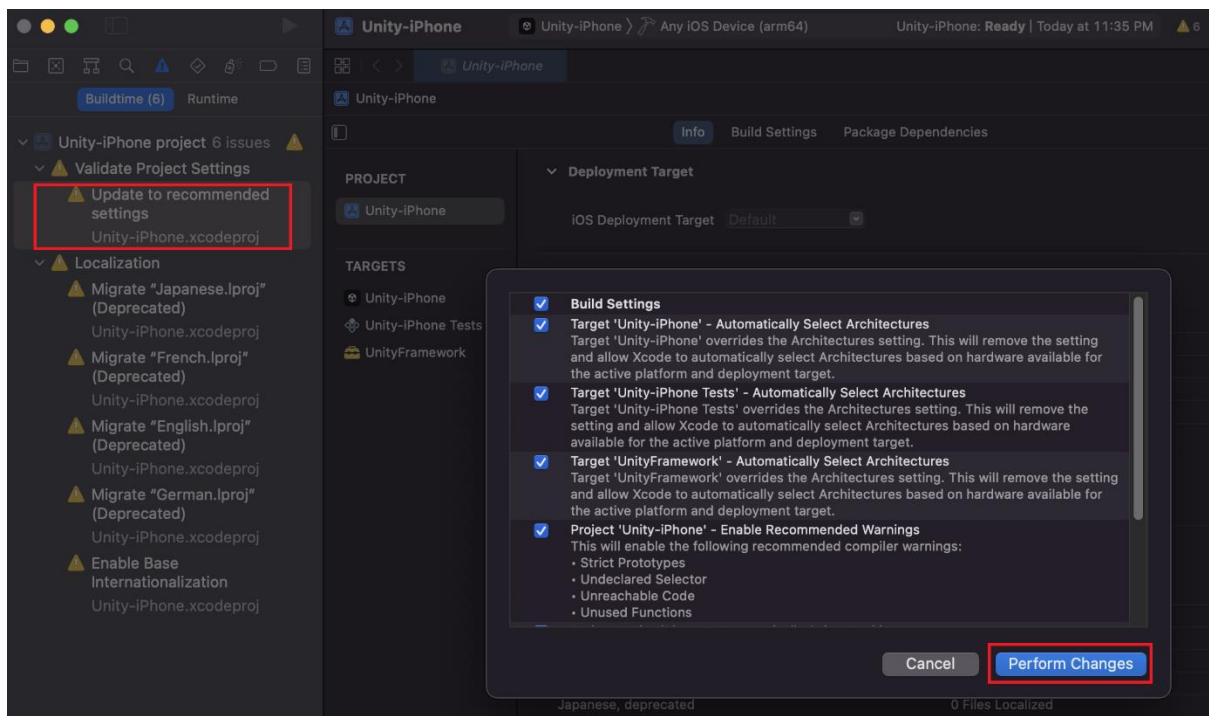 Unity-iPhone
Unity-iPhone
Any iOS Device (arm64)
Unity-iPhone: Ready | Today at 11:35 PM
6
Unity-iPhone
Buildtime (6)
Runtime
Unity-iPhone
Unity-iPhone project 6 issues
Validate Project Settings
Update to recommended
settings
Unity-iPhone.xcodeproj
Localization
Migrate “Japanese.lproj”
(Deprecated)
Unity-iPhone.xcodeproj
Migrate “French.lproj”
(Deprecated)
Unity-iPhone.xcodeproj
Migrate “English.lproj”
(Deprecated)
Unity-iPhone.xcodeproj
Migrate “German.lproj”
(Deprecated)
Unity-iPhone.xcodeproj
Enable Base
Internationalization
Unity-iPhone.xcodeproj
Info
Build Settings
Package Dependencies
PROJECT
Unity-iPhone
TARGETS
Unity-iPhone
Unity-iPhone Tests
UnityFramework
Deployment Target
iOS Deployment Target Default
Build Settings
Target 'Unity-iPhone' - Automatically Select Architectures
Target 'Unity-iPhone' overrides the Architectures setting. This will remove the setting
and allow Xcode to automatically select Architectures based on hardware available for
the active platform and deployment target.
Target 'Unity-iPhone Tests' - Automatically Select Architectures
Target 'Unity-iPhone Tests' overrides the Architectures setting. This will remove the
setting and allow Xcode to automatically select Architectures based on hardware
available for the active platform and deployment target.
Target 'UnityFramework' - Automatically Select Architectures
Target 'UnityFramework' overrides the Architectures setting. This will remove the setting
and allow Xcode to automatically select Architectures based on hardware available for
the active platform and deployment target.
Project 'Unity-iPhone' - Enable Recommended Warnings
This will enable the following recommended compiler warnings:
• Strict Prototypes
• Undeclared Selector
• Unreachable Code
• Unused Functions
Cancel
Perform Changes
Japanese, deprecated
0 Files Localized